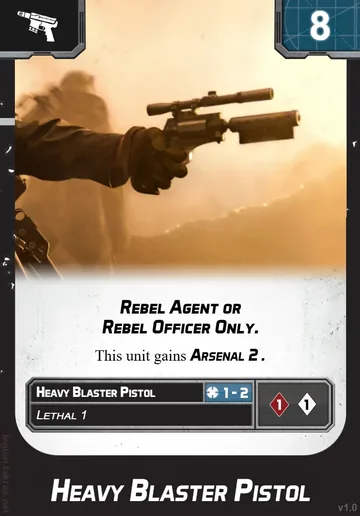 8
REBEL AGENT OR
REBEL OFFICER ONLY.
This unit gains ARSENAL 2 .
HEAVY BLASTER PISTOL 1 - 2
LETHAL 1
1 1
HEAVY BLASTER PISTOL
v1.0